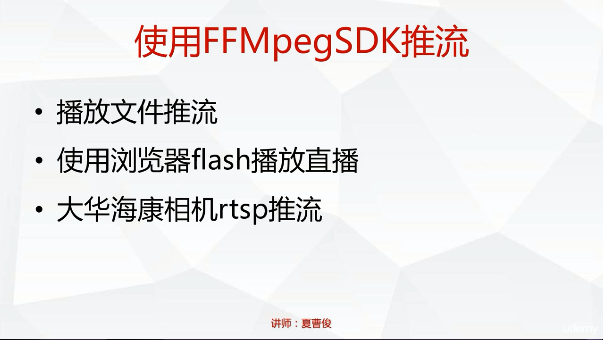 使用FFMpegSDK推流
• 播放文件推流
• 使用浏览器flash播放直播
• 大华海康相机rtsp推流
讲师：夏曹俊
udemy